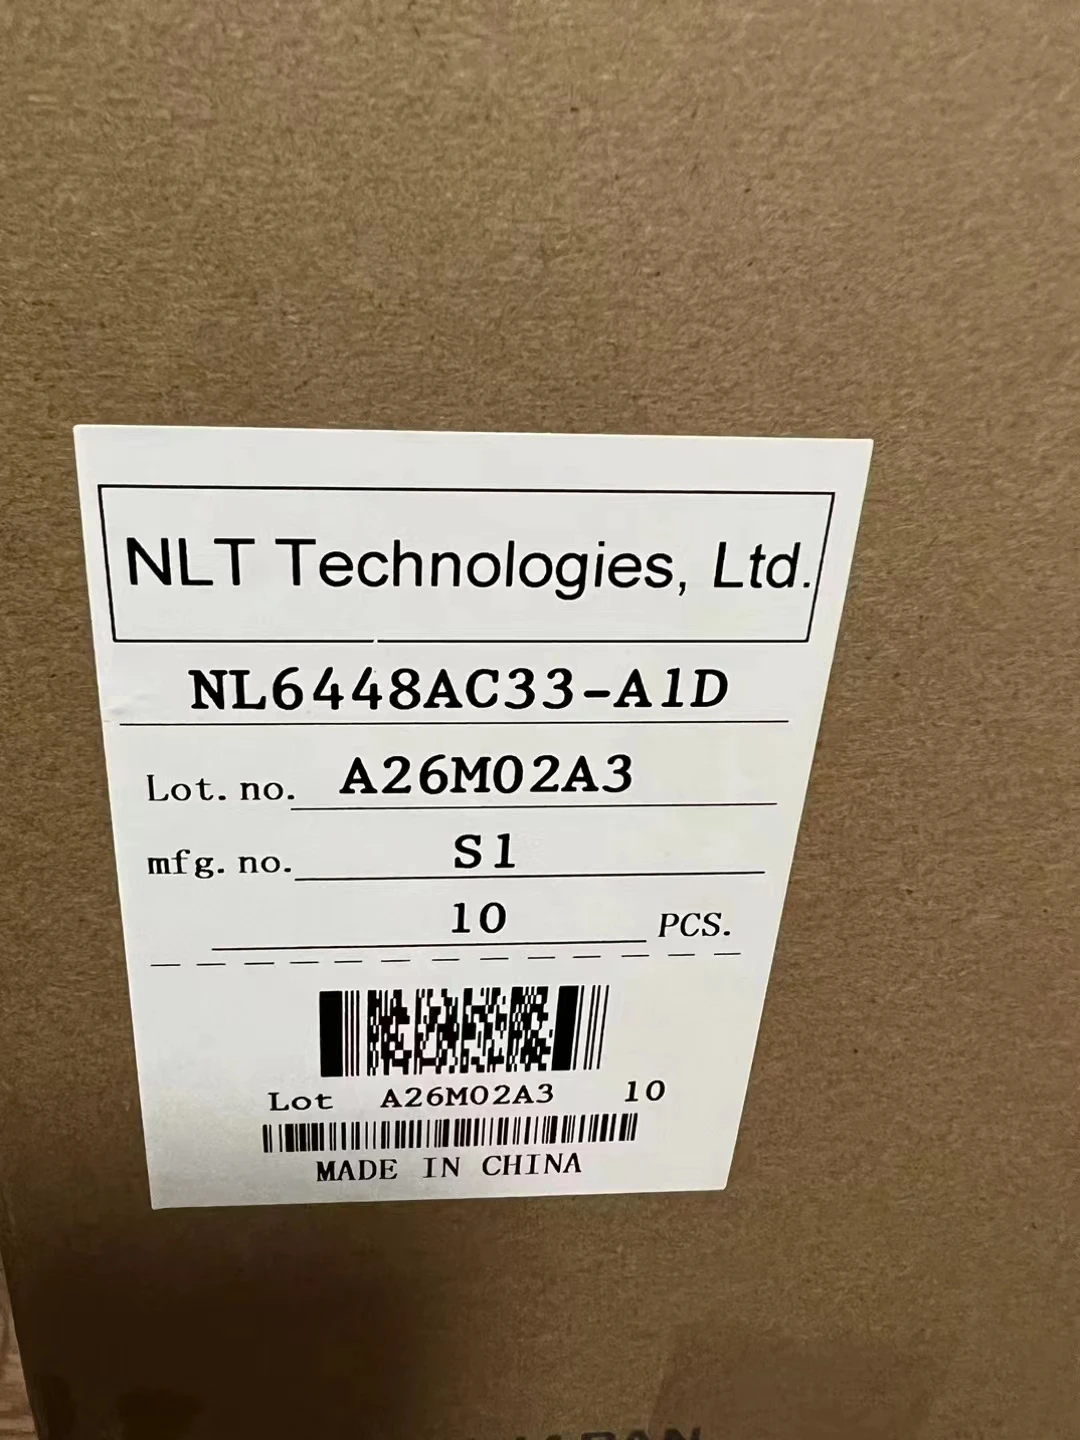 NLT Technologies, Ltd.
NL6448AC33-A1D
Lot. no. A26M02A3
mfg. no. S1
10 PCS.
Lot A26M02A3 10
MADE IN CHINA